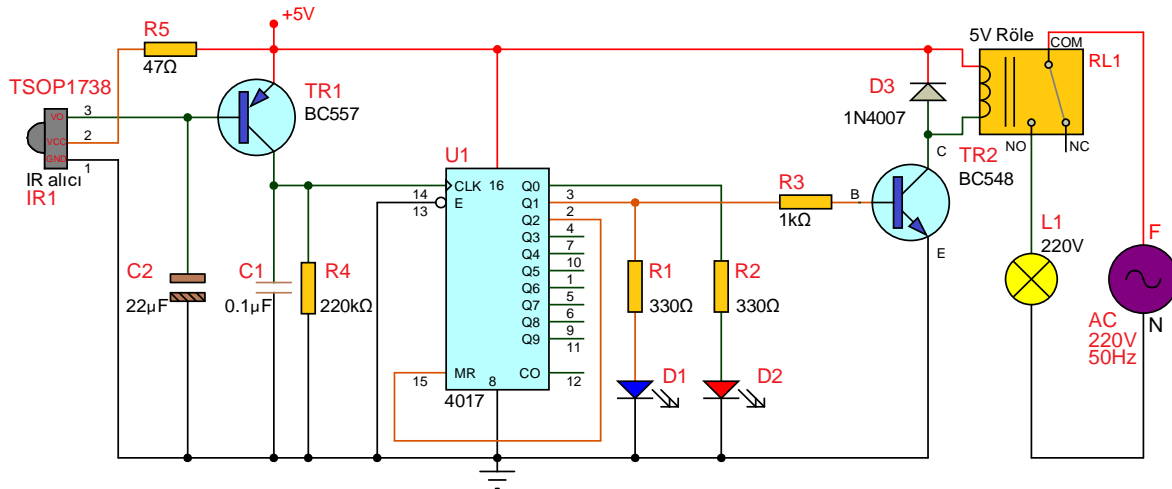 +5V
R5
47Ω
TSOP1738
VO
3
VCC
2
GND
1
IR alıcı
IR1
TR1
BC557
C2
22µF
C1
0.1µF
R4
220kΩ
U1
CLK
16
14
E
13
Q0
3
Q1
2
Q2
4
Q3
7
Q4
10
Q5
1
Q6
5
Q7
6
Q8
9
Q9
11
15
MR
8
CO
12
4017
R1
330Ω
R2
330Ω
D1
D2
R3
1kΩ
D3
1N4007
B
C
E
TR2
BC548
5V Röle
COM
RL1
NO
NC
L1
220V
F
N
AC
220V
50Hz